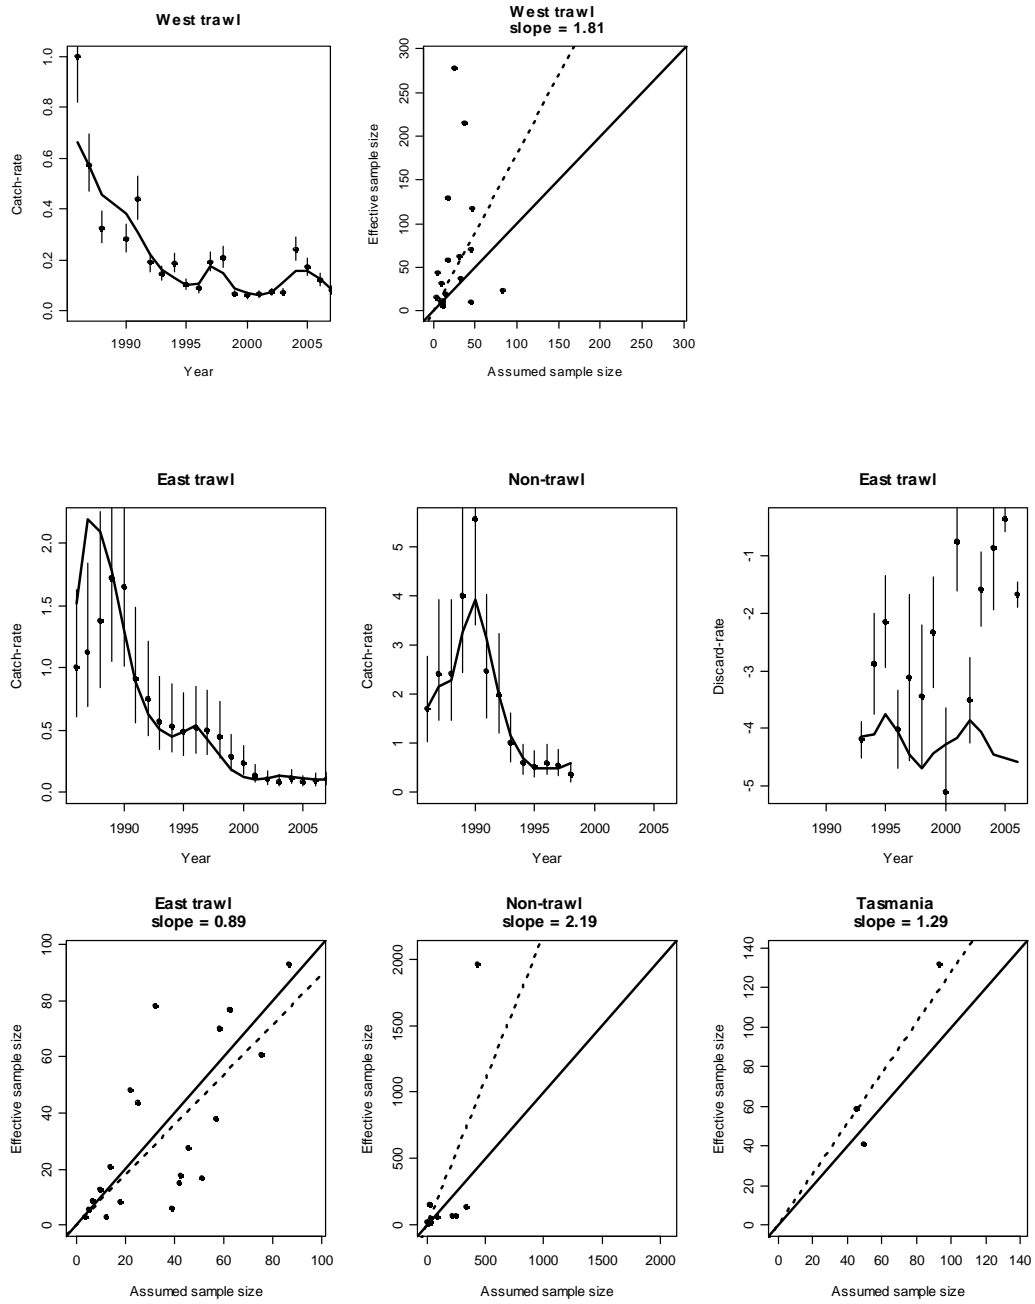 West trawl
1.0
0.8
0.6
0.4
0.2
0.0
Catch-rate
1990 1995 2000 2005
Year
West trawl
slope = 1.81
300
250
200
150
100
50
0
Effective sample size
0 50 100 150 200 250 300
Assumed sample size
East trawl
2.0
1.5
1.0
0.5
0.0
Catch-rate
1990 1995 2000 2005
Year
Non-trawl
5
4
3
2
1
0
Catch-rate
1990 1995 2000 2005
Year
East trawl
-1
-2
-3
-4
-5
Discard-rate
1990 1995 2000 2005
Year
East trawl
slope = 0.89
100
80
60
40
20
0
Effective sample size
0 20 40 60 80 100
Assumed sample size
Non-trawl
slope = 2.19
2000
1500
1000
500
0
Effective sample size
0 500 1000 1500 2000
Assumed sample size
Tasmania
slope = 1.29
140
120
100
80
60
40
20
0
Effective sample size
0 20 40 60 80 100 120 140
Assumed sample size